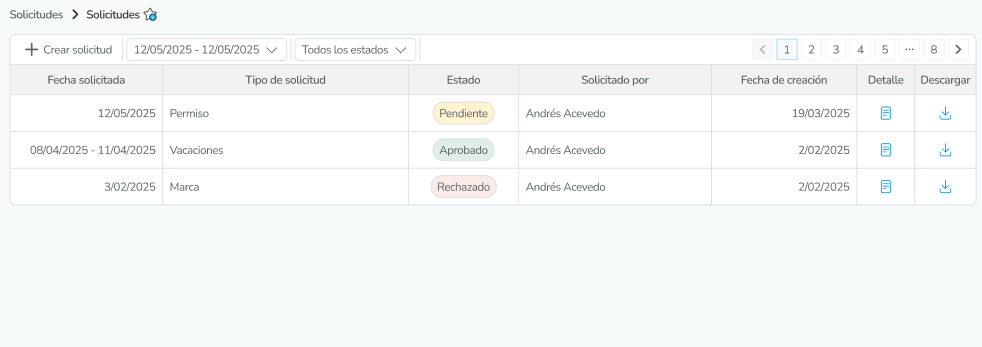 Solicitudes > Solicitudes
+ Crear solicitud 12/05/2025 - 12/05/2025 Todos los estados < 1 2 3 4 5 ··· 8 >
Fecha solicitada Tipo de solicitud Estado Solicitado por Fecha de creación Detalle Descargar
12/05/2025 Permiso Pendiente Andrés Acevedo 19/03/2025
08/04/2025 - 11/04/2025 Vacaciones Aprobado Andrés Acevedo 2/02/2025
3/02/2025 Marca Rechazado Andrés Acevedo 2/02/2025